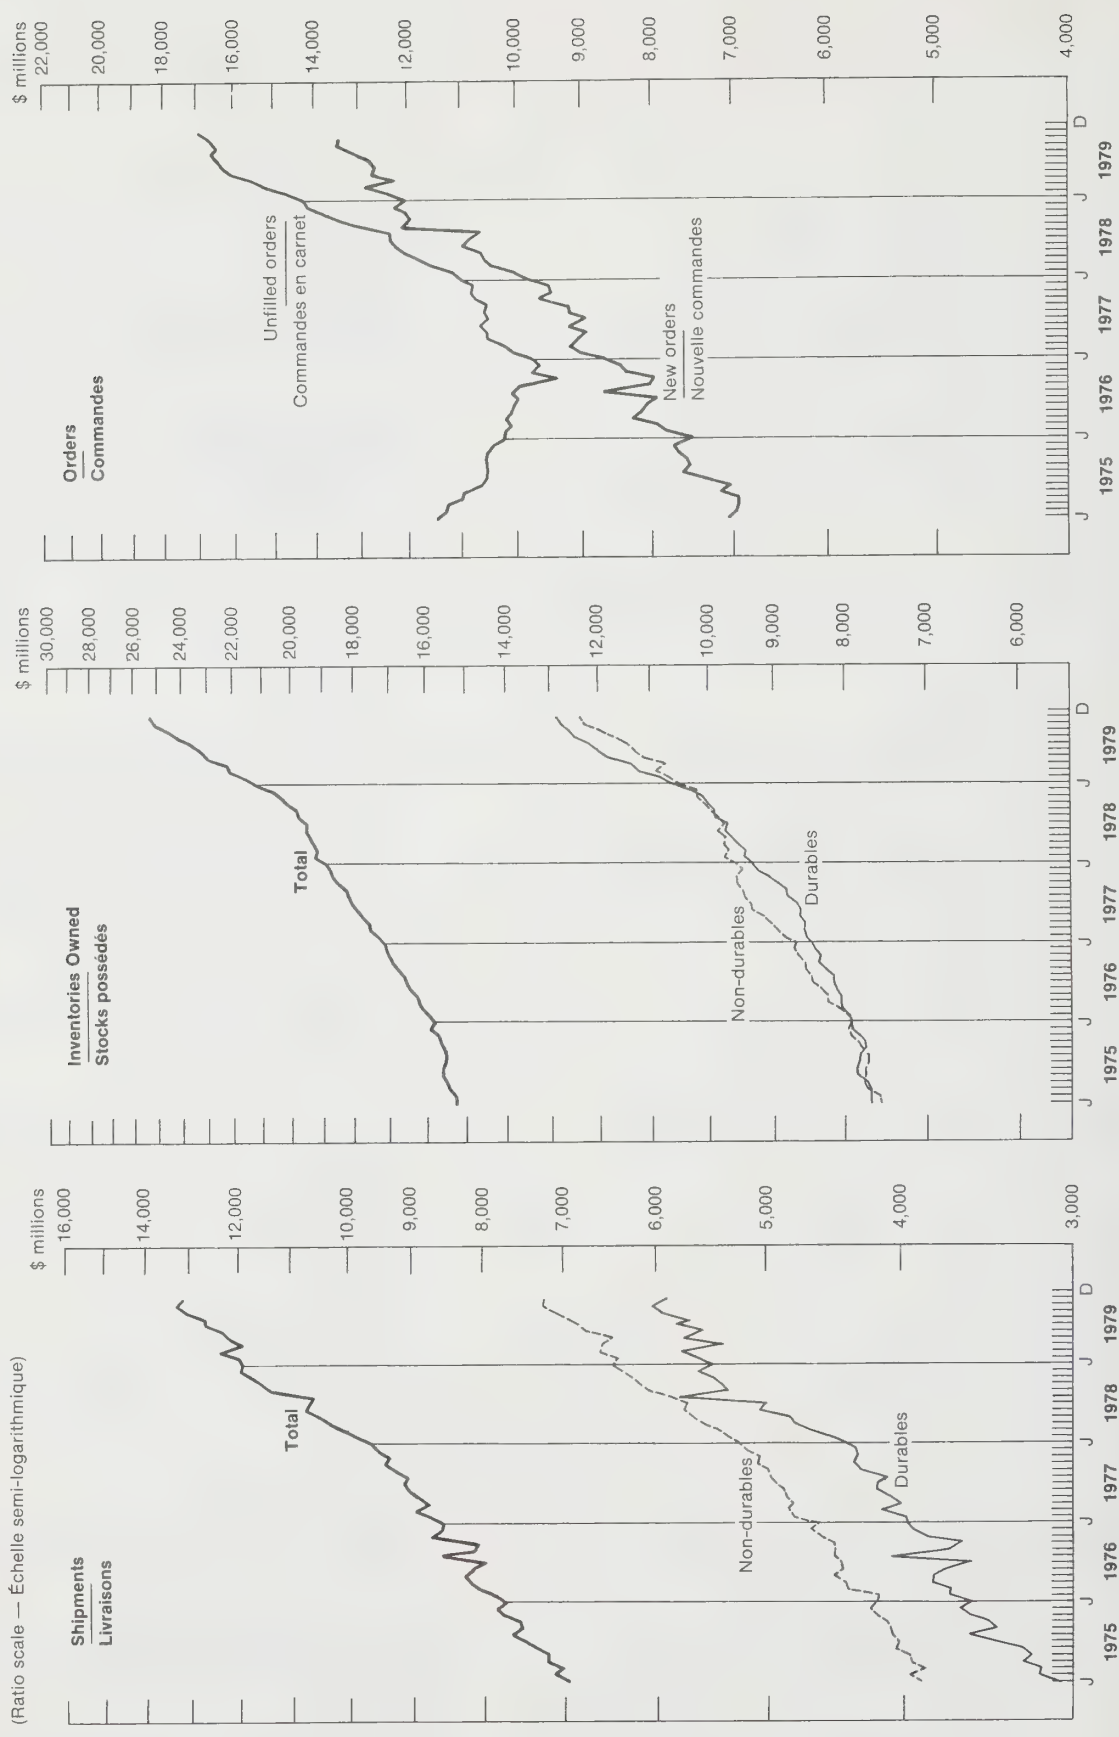 (Ratio scale — Échelle semi-logarithmique)
Shipments
Livraisons
$ millions
16,000
14,000
12,000
10,000
9,000
8,000
7,000
6,000
5,000
4,000
3,000
Total
Non-durables
Durables
J 1975 J 1976 J 1977 J 1978 J 1979 D
Inventories Owned
Stocks possédés
$ millions
30,000
28,000
26,000
24,000
22,000
20,000
18,000
16,000
14,000
12,000
10,000
9,000
8,000
7,000
6,000
Total
Non-durables
Durables
J 1975 J 1976 J 1977 J 1978 J 1979 D
Orders
Commandes
$ millions
22,000
20,000
18,000
16,000
14,000
12,000
10,000
9,000
8,000
7,000
6,000
5,000
4,000
Unfilled orders
Commandes en carnet
New orders
Nouvelle commandes
J 1975 J 1976 J 1977 J 1978 J 1979 D